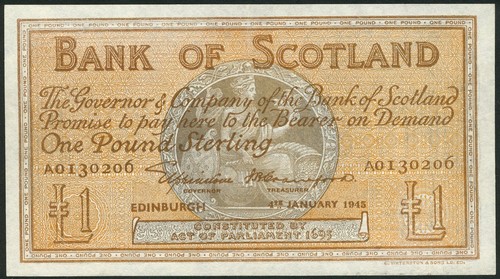 BANK OF SCOTLAND
The Governor & Company of the Bank of Scotland
Promise to pay here to the Bearer on Demand
One Pound Sterling
A0130206 A0130206
GOVERNOR TREASURER
EDINBURGH 4TH JANUARY 1945
£1 £1
CONSTITUTED BY
ACT OF PARLIAMENT 1695